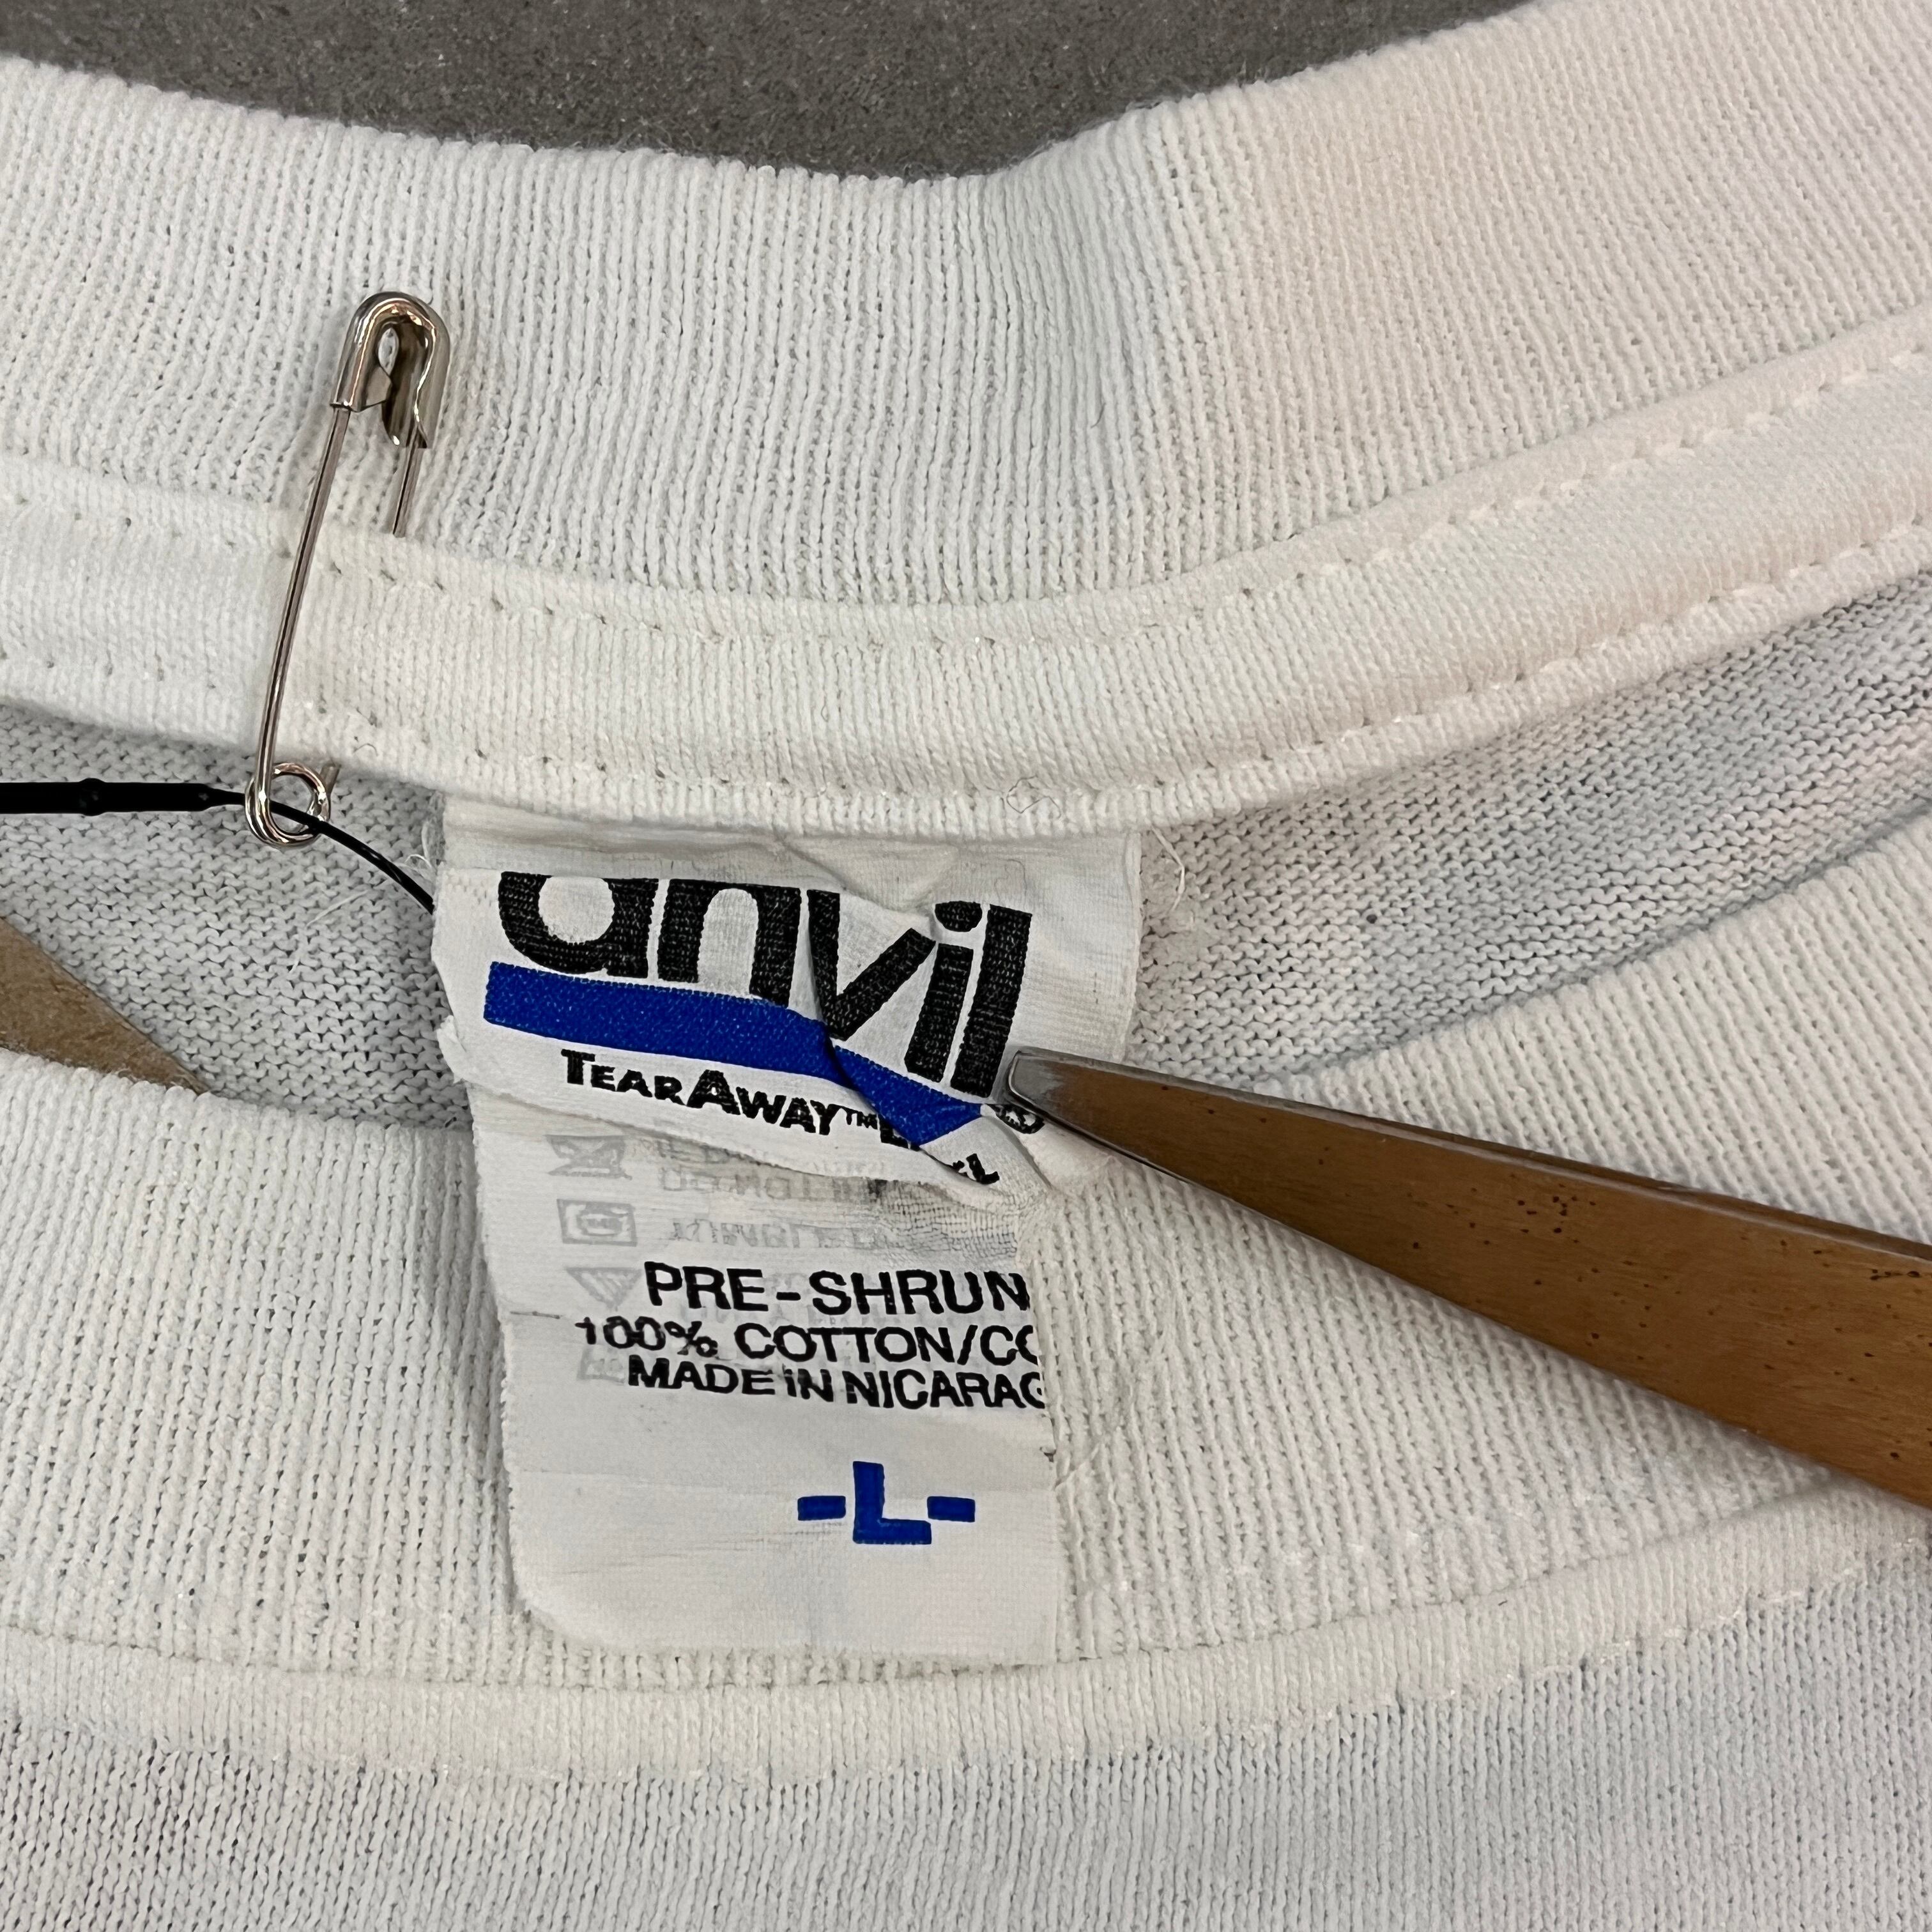 anvil
TEARAWAY™
PRE-SHRUN
100% COTTON/CO
MADE IN NICARAG
-L-